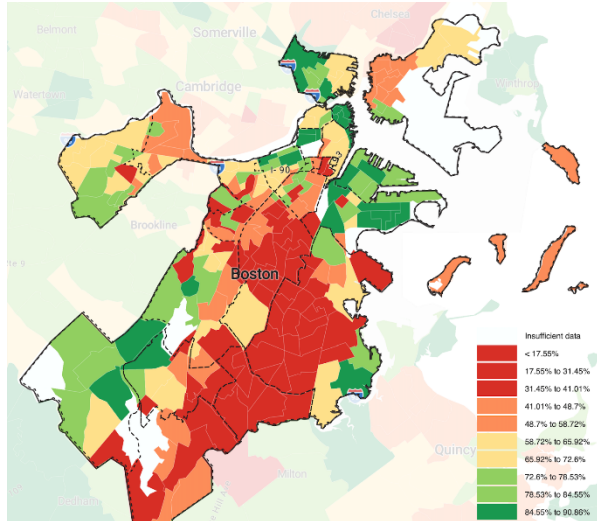 Chelsea
Belmont
Somerville
Cambridge
Winthrop
Watertown
I-90
Brookline
Boston
Insufficient data
< 17.55%
17.55% to 31.45%
31.45% to 41.01%
41.01% to 48.7%
48.7% to 58.72%
58.72% to 65.92%
65.92% to 72.6%
72.6% to 78.53%
78.53% to 84.55%
84.55% to 90.86%
Quincy
Milton
Dedham